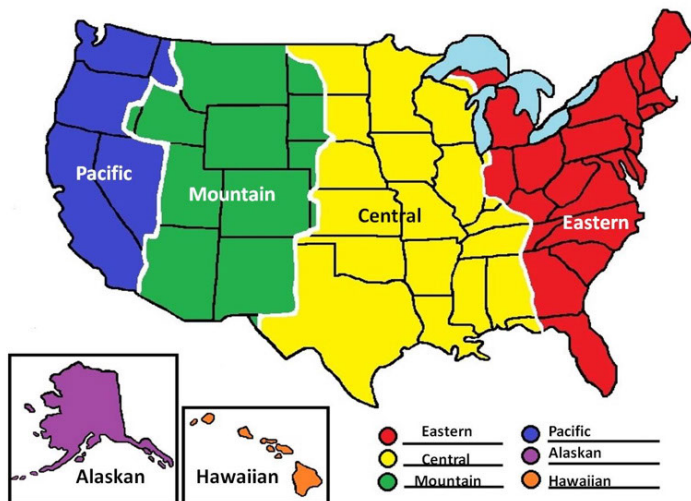 Pacific
Mountain
Central
Eastern
Alaskan
Hawaiian
Eastern
Central
Mountain
Pacific
Alaskan
Hawaiian